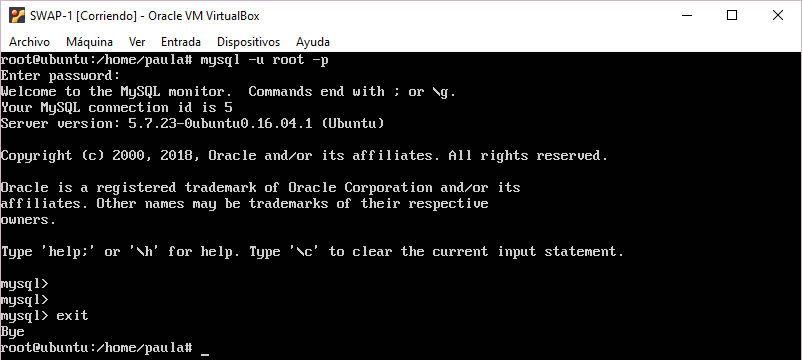 SWAP-1 [Corriendo] - Oracle VM VirtualBox
Archivo Máquina Ver Entrada Dispositivos Ayuda
root@ubuntu:/home/paula# mysql -u root -p
Enter password:
Welcome to the MySQL monitor.  Commands end with ; or \g.
Your MySQL connection id is 5
Server version: 5.7.23-0ubuntu0.16.04.1 (Ubuntu)
Copyright (c) 2000, 2018, Oracle and/or its affiliates. All rights reserved.
Oracle is a registered trademark of Oracle Corporation and/or its
affiliates. Other names may be trademarks of their respective
owners.
Type 'help;' or '\h' for help. Type '\c' to clear the current input statement.
mysql>
mysql>
mysql> exit
Bye
root@ubuntu:/home/paula# _